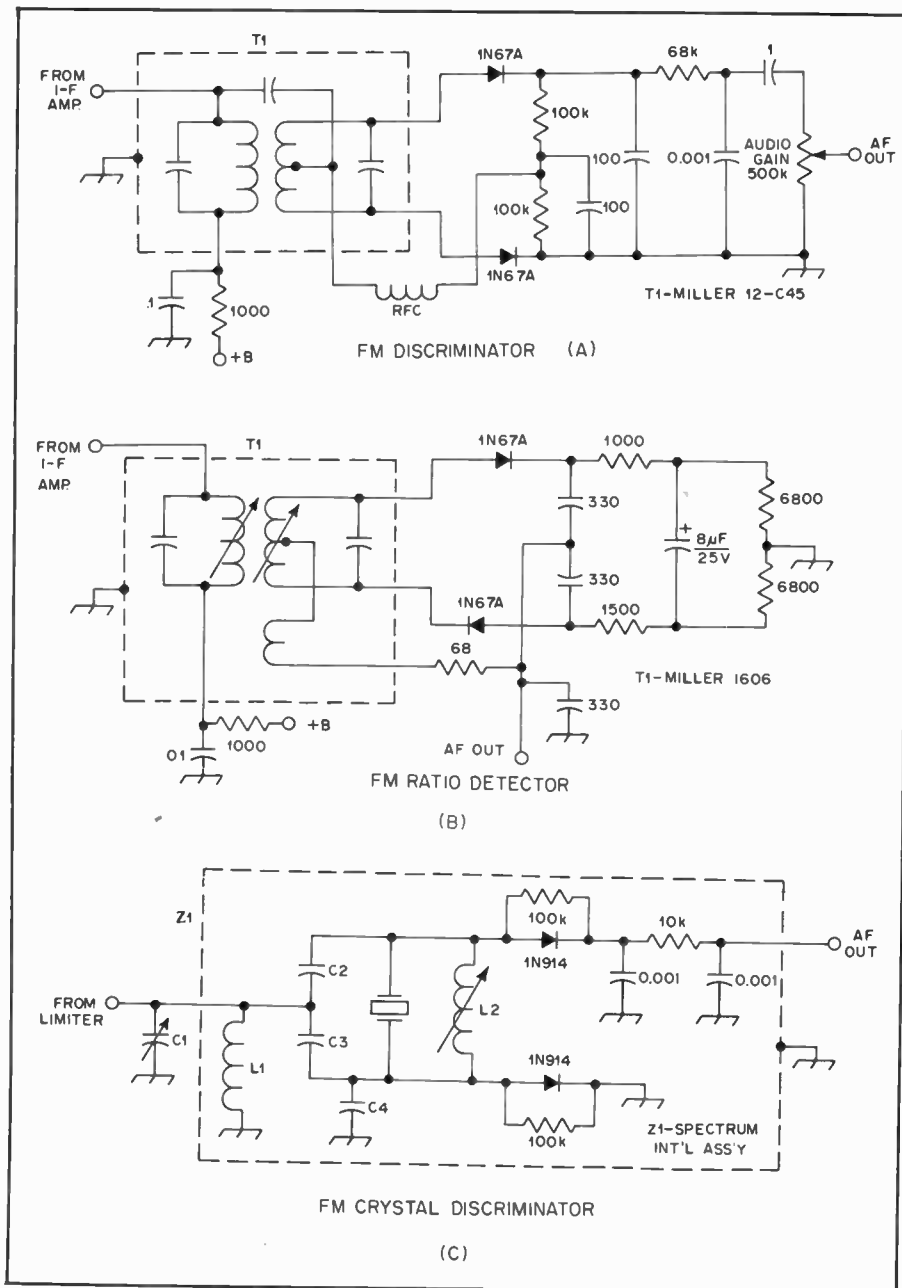 T1
FROM
I-F
AMP.
1N67A
68k
1
100k
100
0.001
AUDIO
GAIN
500k
AF
OUT
100k
100
1N67A
.1
1000
+B
RFC
T1-MILLER 12-C45
FM DISCRIMINATOR (A)
FROM
I-F
AMP.
T1
1N67A
1000
330
6800
+
8µF
25V
330
1N67A
1500
6800
68
T1-MILLER 1606
330
+B
1000
01
AF OUT
FM RATIO DETECTOR
(B)
Z1
100k
10k
AF
OUT
1N914
C2
0.001
0.001
FROM
LIMITER
C1
L1
C3
L2
1N914
C4
100k
Z1-SPECTRUM
INT'L ASS'Y
FM CRYSTAL DISCRIMINATOR
(C)